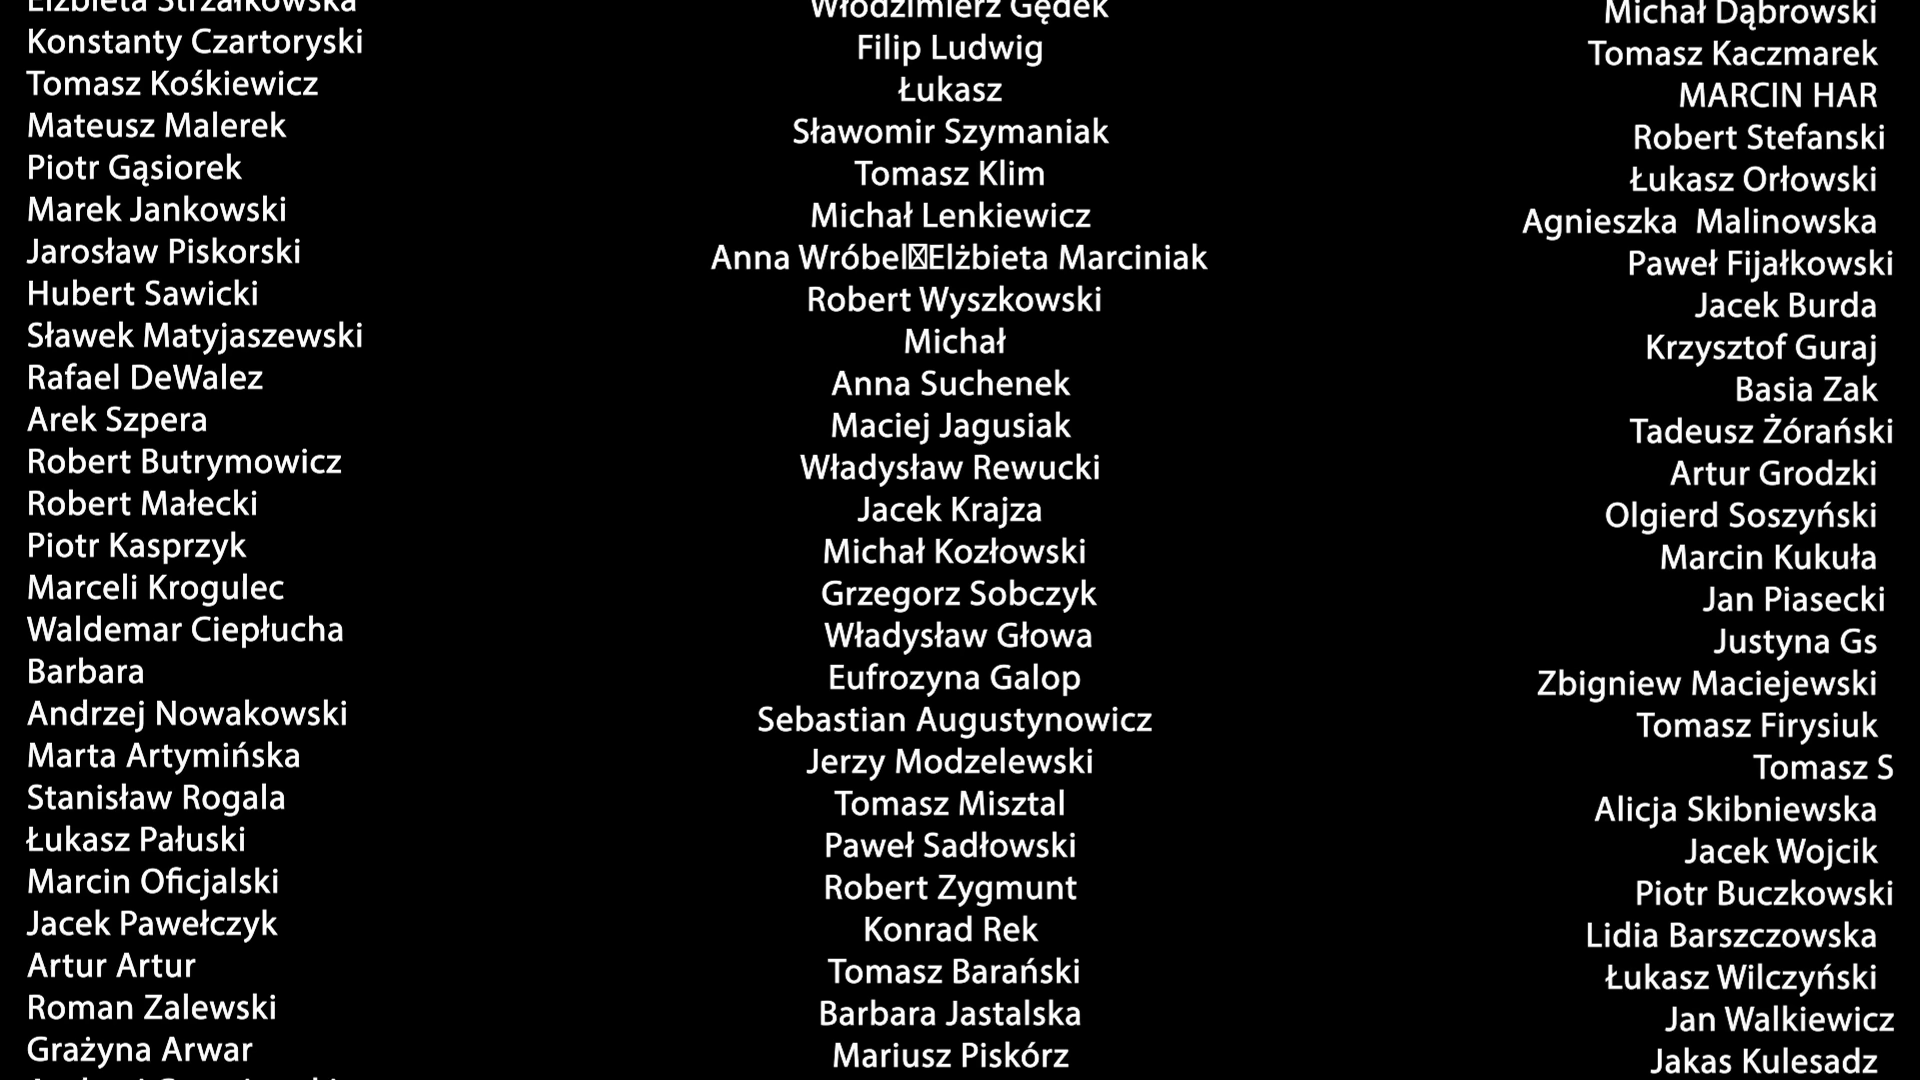 Elżbieta Strzałkowska
Konstanty Czartoryski
Tomasz Kośkiewicz
Mateusz Malerek
Piotr Gąsiorek
Marek Jankowski
Jarosław Piskorski
Hubert Sawicki
Sławek Matyjaszewski
Rafael DeWalez
Arek Szpera
Robert Butrymowicz
Robert Małecki
Piotr Kasprzyk
Marceli Krogulec
Waldemar Ciepłucha
Barbara
Andrzej Nowakowski
Marta Artymińska
Stanisław Rogala
Łukasz Pałuski
Marcin Oficjalski
Jacek Pawełczyk
Artur Artur
Roman Zalewski
Grażyna Arwar
Włodzimierz Gędek
Filip Ludwig
Łukasz
Sławomir Szymaniak
Tomasz Klim
Michał Lenkiewicz
Anna Wróbel Elżbieta Marciniak
Robert Wyszkowski
Michał
Anna Suchenek
Maciej Jagusiak
Władysław Rewucki
Jacek Krajza
Michał Kozłowski
Grzegorz Sobczyk
Władysław Głowa
Eufrozyna Galop
Sebastian Augustynowicz
Jerzy Modzelewski
Tomasz Misztal
Paweł Sadłowski
Robert Zygmunt
Konrad Rek
Tomasz Barański
Barbara Jastalska
Mariusz Piskórz
Michał Dąbrowski
Tomasz Kaczmarek
MARCIN HAR
Robert Stefanski
Łukasz Orłowski
Agnieszka  Malinowska
Paweł Fijałkowski
Jacek Burda
Krzysztof Guraj
Basia Zak
Tadeusz Żórański
Artur Grodzki
Olgierd Soszyński
Marcin Kukuła
Jan Piasecki
Justyna Gs
Zbigniew Maciejewski
Tomasz Firysiuk
Tomasz S
Alicja Skibniewska
Jacek Wojcik
Piotr Buczkowski
Lidia Barszczowska
Łukasz Wilczyński
Jan Walkiewicz
Jakas Kulesadz